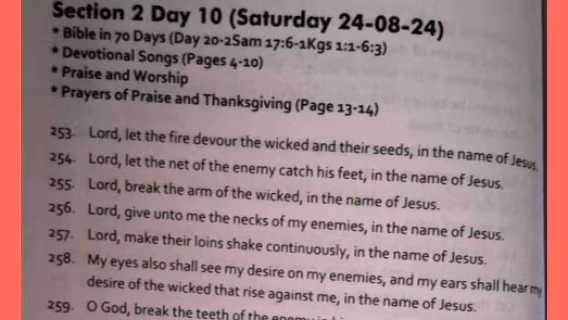 Section 2 Day 10 (Saturday 24-08-24)
* Bible in 70 Days (Day 20-2Sam 17:6-1Kgs 1:1-6:3)
* Devotional Songs (Pages 4-10)
* Praise and Worship
* Prayers of Praise and Thanksgiving (Page 13-14)
253. Lord, let the fire devour the wicked and their seeds, in the name of Jesus.
254. Lord, let the net of the enemy catch his feet, in the name of Jesus.
255. Lord, break the arm of the wicked, in the name of Jesus.
256. Lord, give unto me the necks of my enemies, in the name of Jesus.
257. Lord, make their loins shake continuously, in the name of Jesus.
258. My eyes also shall see my desire on my enemies, and my ears shall hear my
desire of the wicked that rise against me, in the name of Jesus.
259. O God, break the teeth of the enemy in